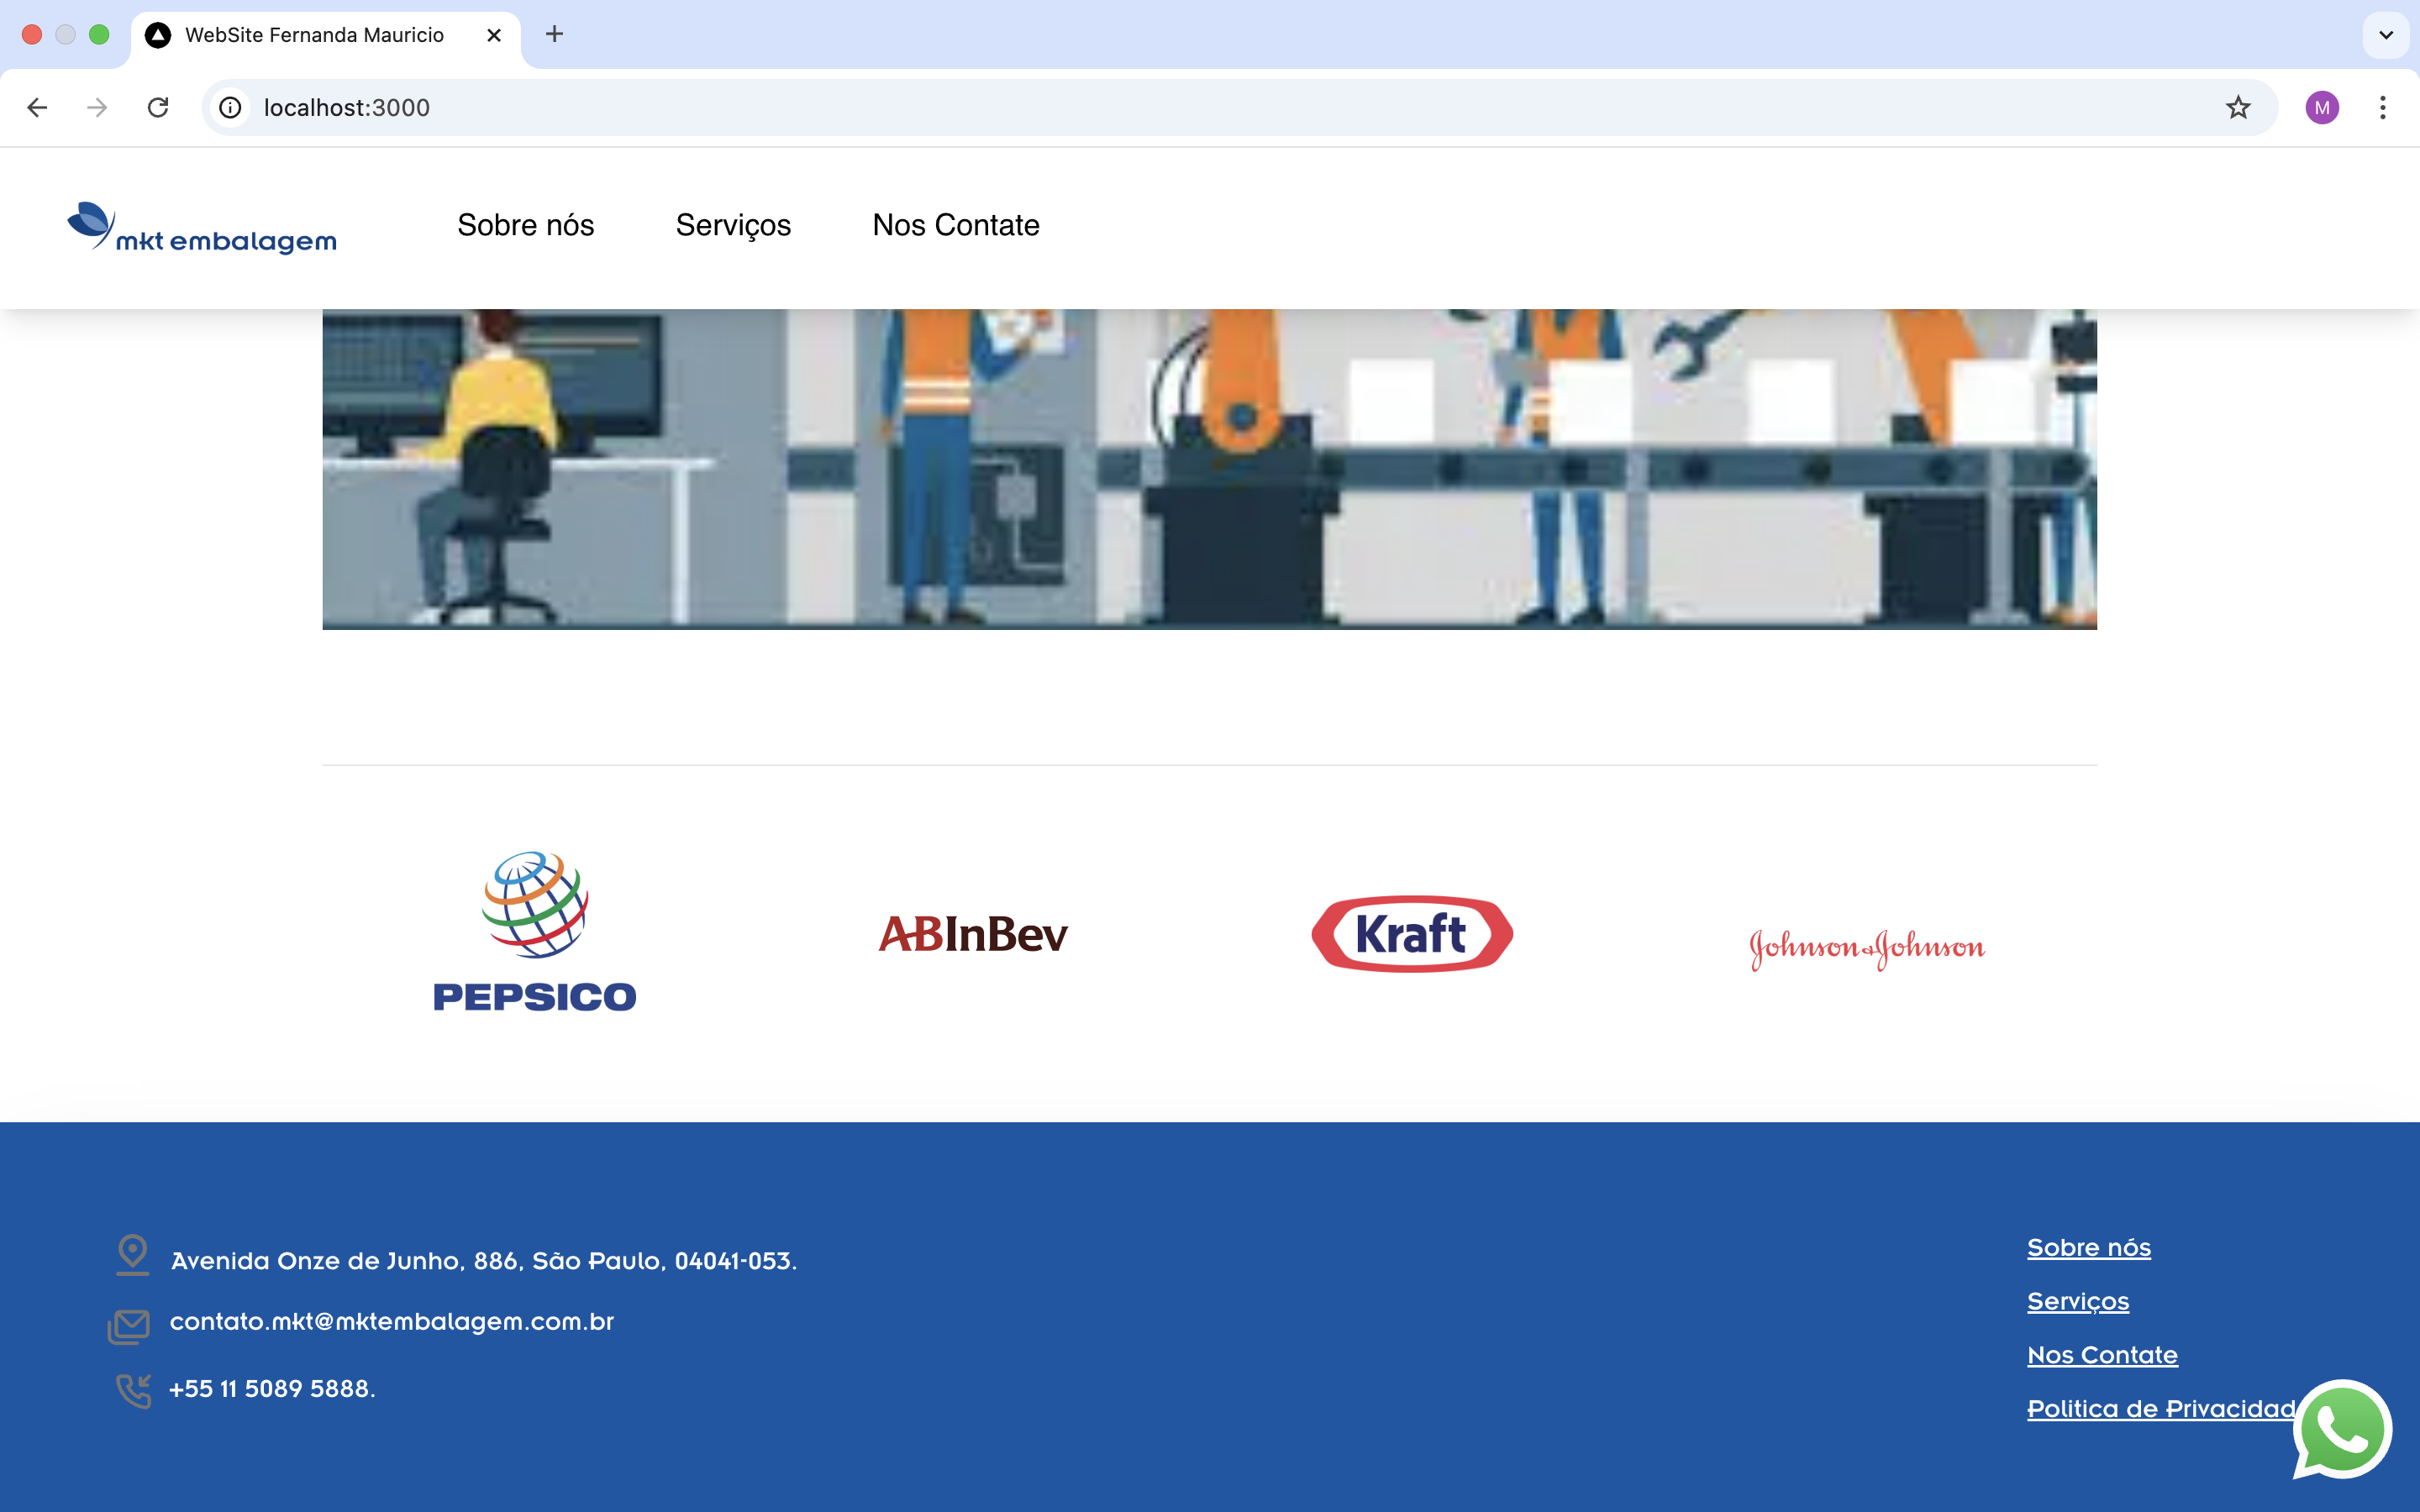 WebSite Fernanda Mauricio
localhost:3000
M
mkt embalagem
Sobre nós
Serviços
Nos Contate
PEPSICO
ABInBev
Kraft
Johnson & Johnson
Avenida Onze de Junho, 886, São Paulo, 04041-053.
contato.mkt@mktembalagem.com.br
+55 11 5089 5888.
Sobre nós
Serviços
Nos Contate
Politica de Privacidad